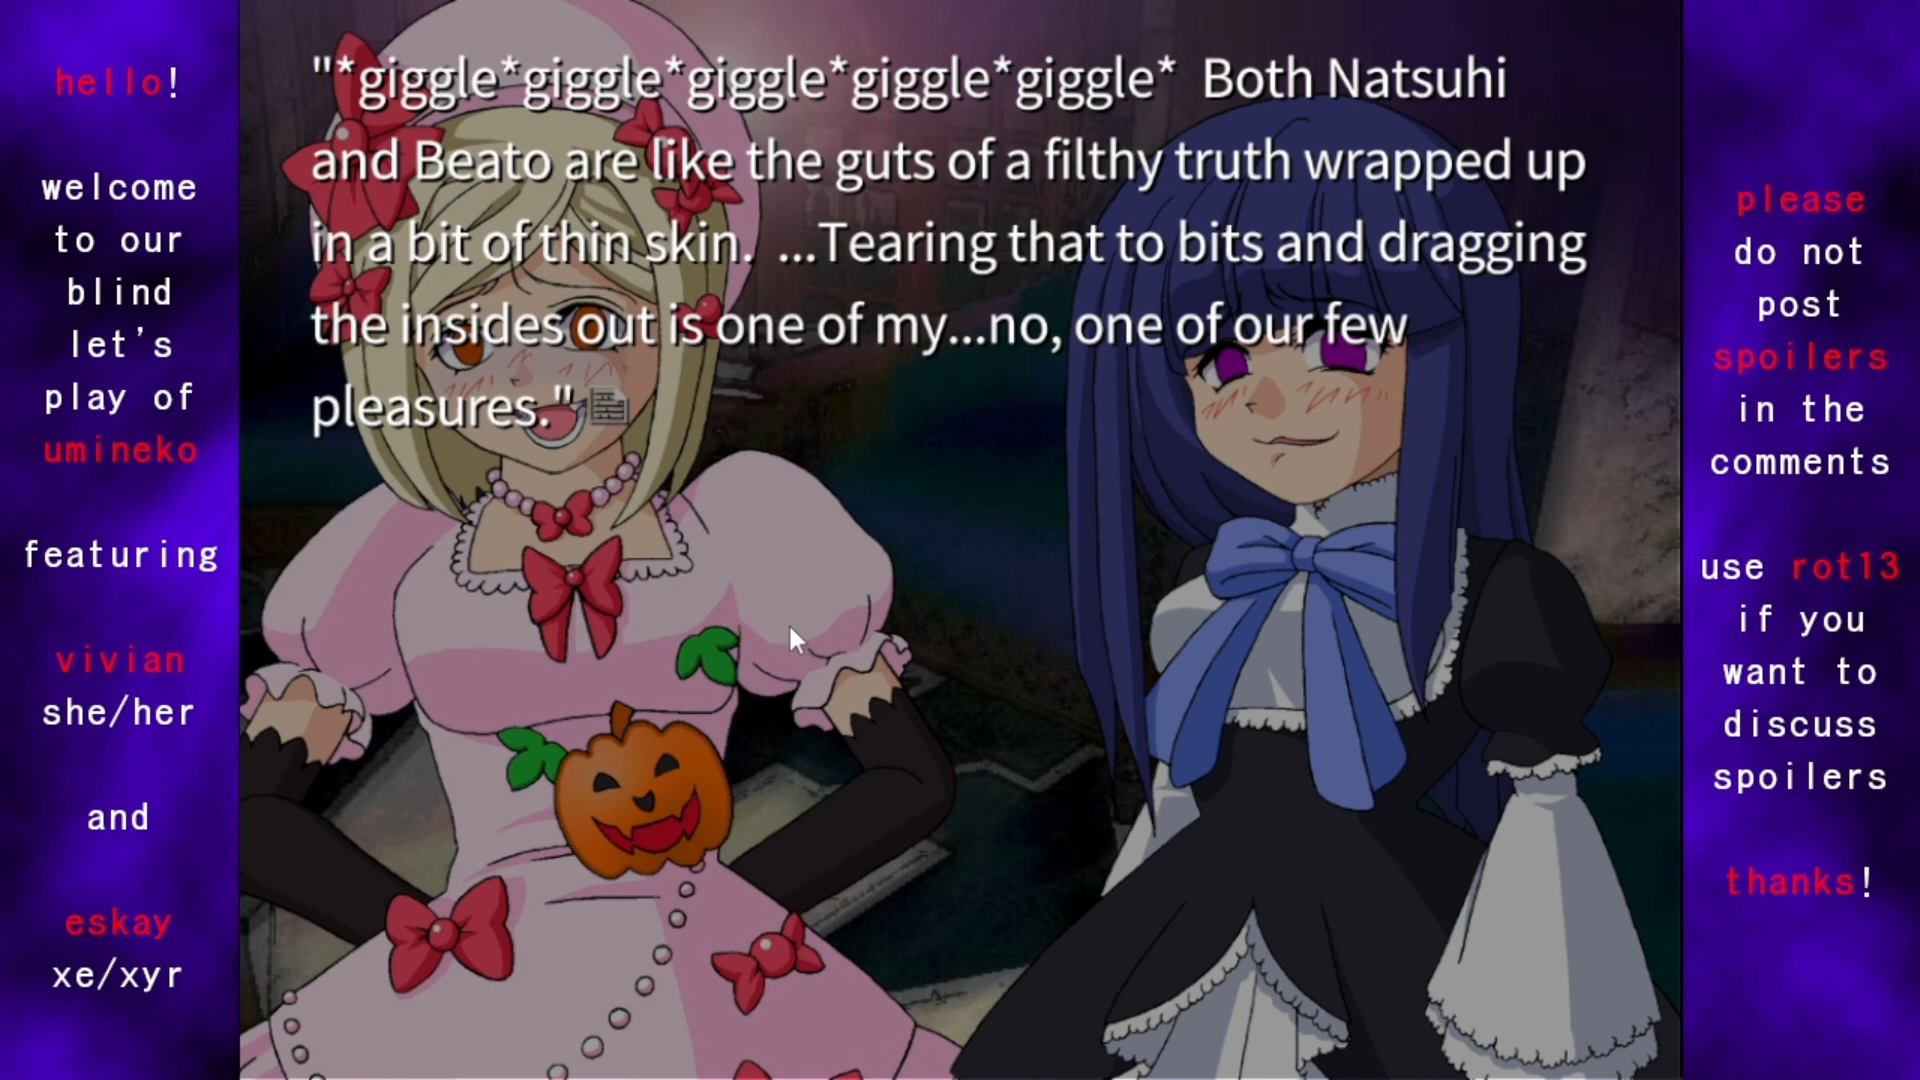 hello!
welcome
to our
blind
let's
play of
umineko
featuring
vivian
she/her
and
eskay
xe/xyr
"*giggle*giggle*giggle*giggle*giggle*  Both Natsuhi
and Beato are like the guts of a filthy truth wrapped up
in a bit of thin skin.  ...Tearing that to bits and dragging
the insides out is one of my...no, one of our few
pleasures."
please
do not
post
spoilers
in the
comments
use rot13
if you
want to
discuss
spoilers
thanks!